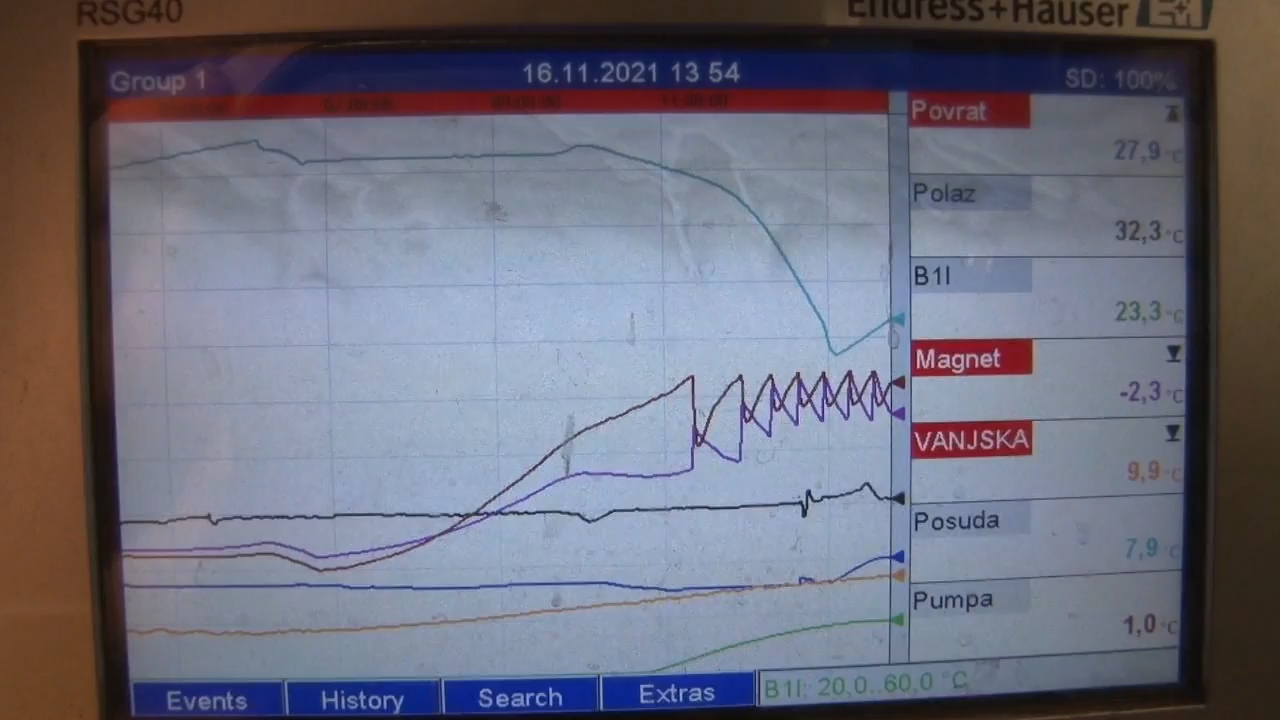 RSG40
Endress+Hauser
Group 1
16.11.2021 13 54
SD: 100%
Povrat
27,9 °C
Polaz
32,3 °C
B1I
23,3 °C
Magnet
-2,3 °C
VANJSKA
9,9 °C
Posuda
7,9 °C
Pumpa
1,0 °C
Events
History
Search
Extras
B1I: 20,0..60,0 °C